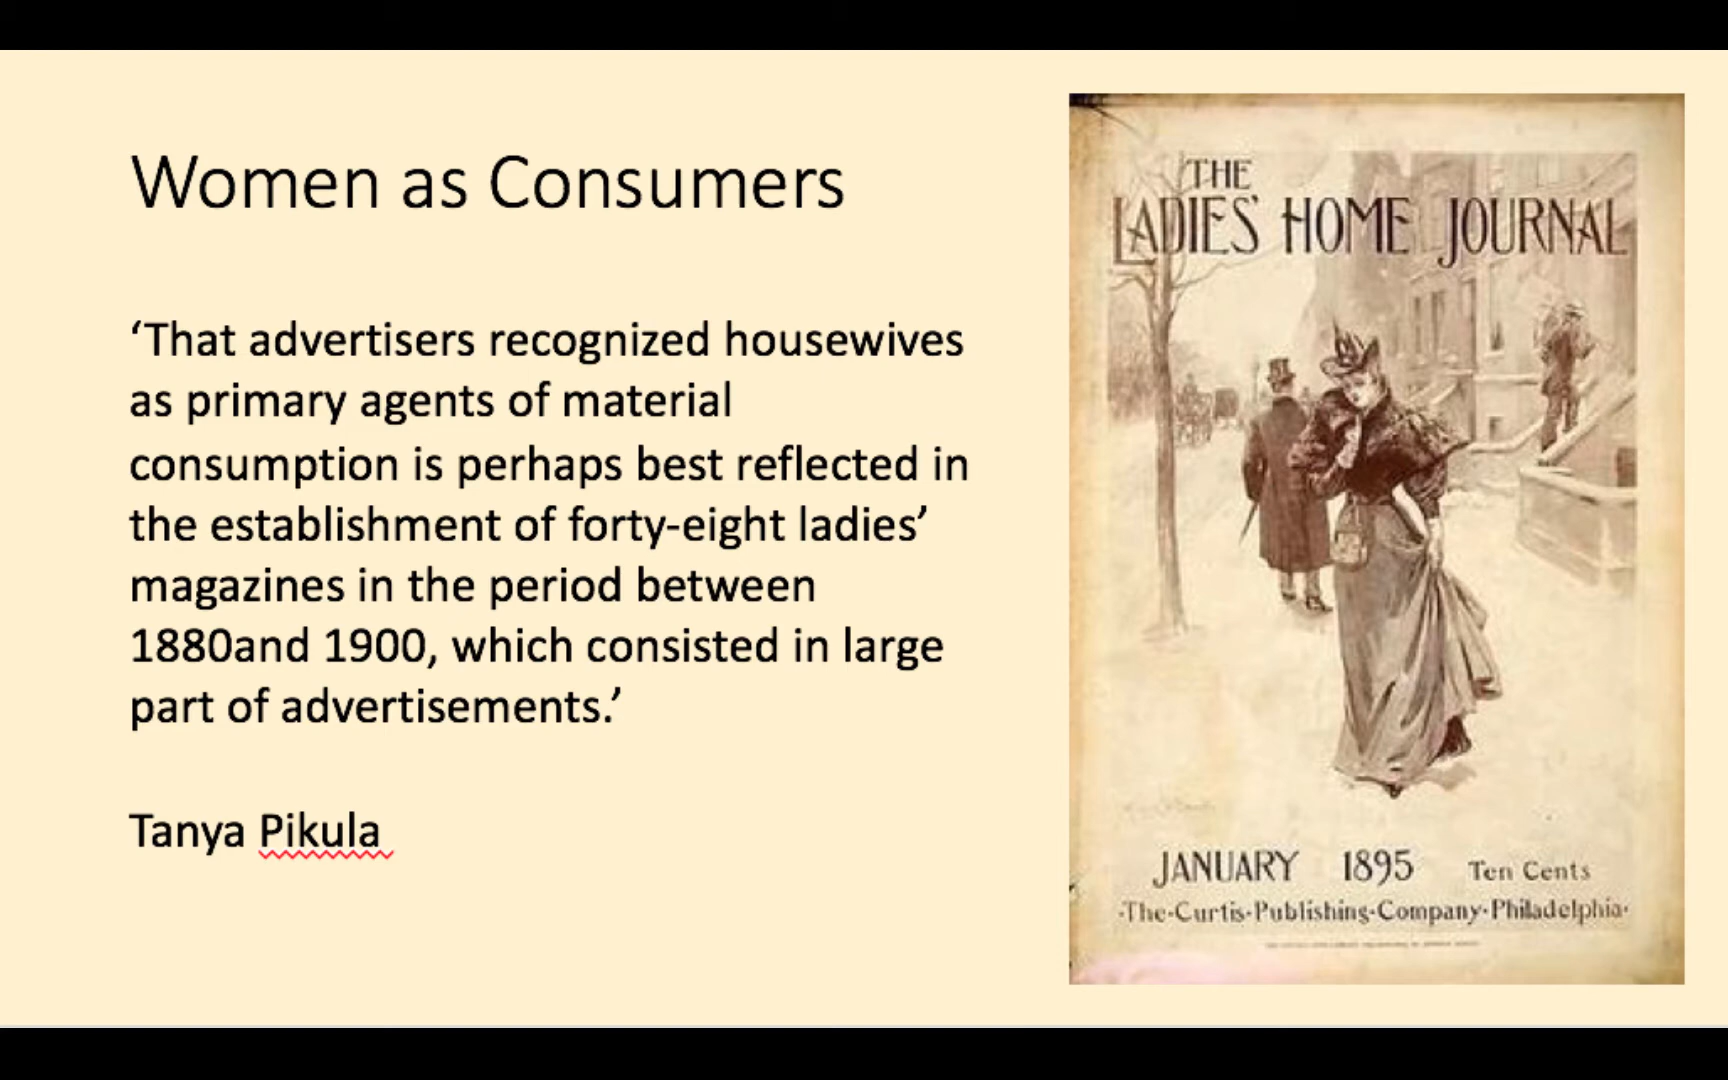 Women as Consumers
‘That advertisers recognized housewives
as primary agents of material
consumption is perhaps best reflected in
the establishment of forty-eight ladies’
magazines in the period between
1880and 1900, which consisted in large
part of advertisements.’
Tanya Pikula
THE
LADIES' HOME JOURNAL
JANUARY 1895 Ten Cents
·The·Curtis·Publishing·Company·Philadelphia·